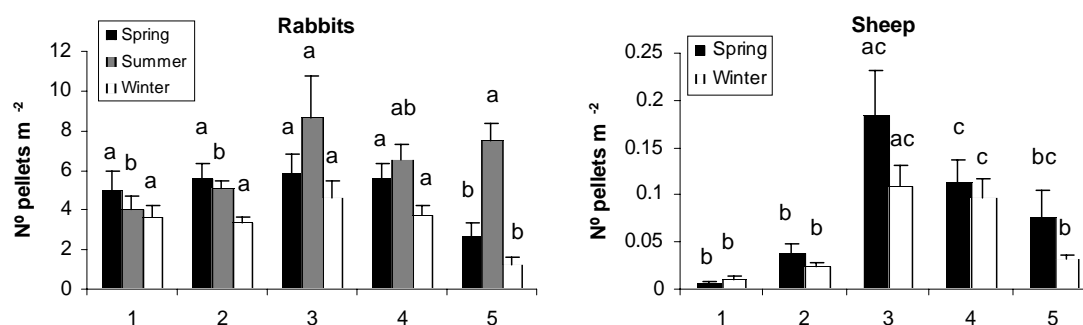 Rabbits
Nº pellets m -2
12
10
8
6
4
2
0
Spring
Summer
Winter
a b a
a b a
a a a
a ab a
b a b
1 2 3 4 5
Sheep
Nº pellets m -2
0.25
0.2
0.15
0.1
0.05
0
Spring
Winter
b b
b b
ac ac
c c
bc b
1 2 3 4 5